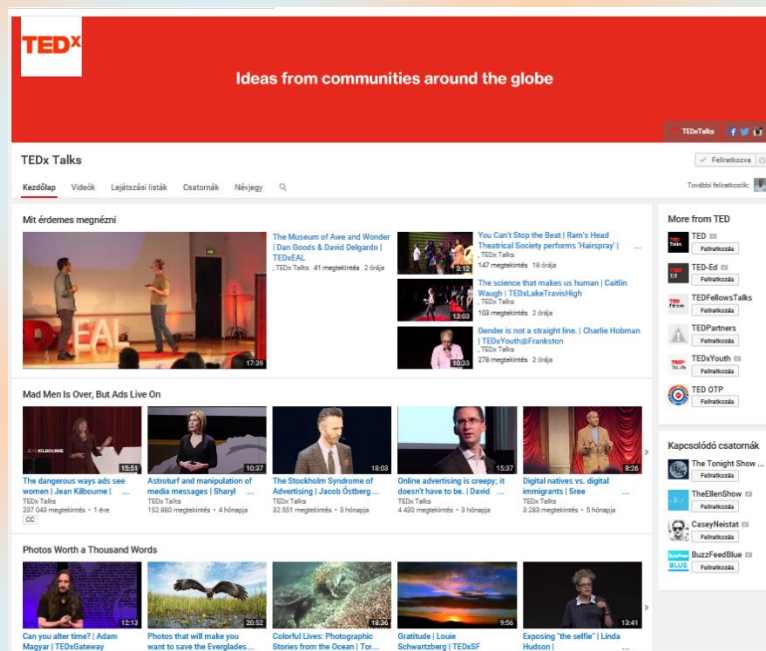 TEDx
Ideas from communities around the globe
TEDxTalks
TEDx Talks
Feliratkozva
Kezdőlap Videók Lejátszási listák Csatornák Névjegy
További feliratkozók:
Mit érdemes megnézni
17:39
The Museum of Awe and Wonder
| Dan Goods & David Delgardo |
TEDxEAL
, TEDx Talks 41 megtekintés 2 órája
3:12
You Can't Stop the Beat | Ram's Head
Theatrical Society performs 'Hairspray' | ...
, TEDx Talks
147 megtekintés 18 órája
13:03
The science that makes us human | Caitlin
Waugh | TEDxLakeTravisHigh
, TEDx Talks
103 megtekintés 2 órája
10:33
Gender is not a straight line. | Charlie Hobman
| TEDxYouth@Frankston
, TEDx Talks
278 megtekintés 2 órája
Mad Men Is Over, But Ads Live On
15:51
The dangerous ways ads see
women | Jean Kilbourne | ...
TEDx Talks
237 043 megtekintés • 1 éve
CC
10:37
Astroturf and manipulation of
media messages | Sharyl ...
TEDx Talks
152 880 megtekintés • 4 hónapja
18:03
The Stockholm Syndrome of
Advertising | Jacob Östberg ...
TEDx Talks
32 551 megtekintés • 3 hónapja
15:37
Online advertising is creepy; it
doesn't have to be. | David ...
TEDx Talks
4 430 megtekintés • 3 hónapja
8:26
Digital natives vs. digital
immigrants | Sree ...
TEDx Talks
3 283 megtekintés • 5 hónapja
Photos Worth a Thousand Words
12:13
Can you alter time? | Adam
Magyar | TEDxGateway
20:52
Photos that will make you
want to save the Everglades...
18:36
Colorful Lives: Photographic
Stories from the Ocean | Tor...
9:56
Gratitude | Louie
Schwartzberg | TEDxSF
13:41
Exposing "the selfie" | Linda
Hudson | ...
More from TED
TED
Feliratkozás
TED-Ed
Feliratkozás
TEDFellowsTalks
Feliratkozás
TEDPartners
Feliratkozás
TEDxYouth
Feliratkozás
TED OTP
Feliratkozás
Kapcsolódó csatornák
The Tonight Show ...
Feliratkozás
TheEllenShow
Feliratkozás
CaseyNeistat
Feliratkozás
BuzzFeedBlue
Feliratkozás